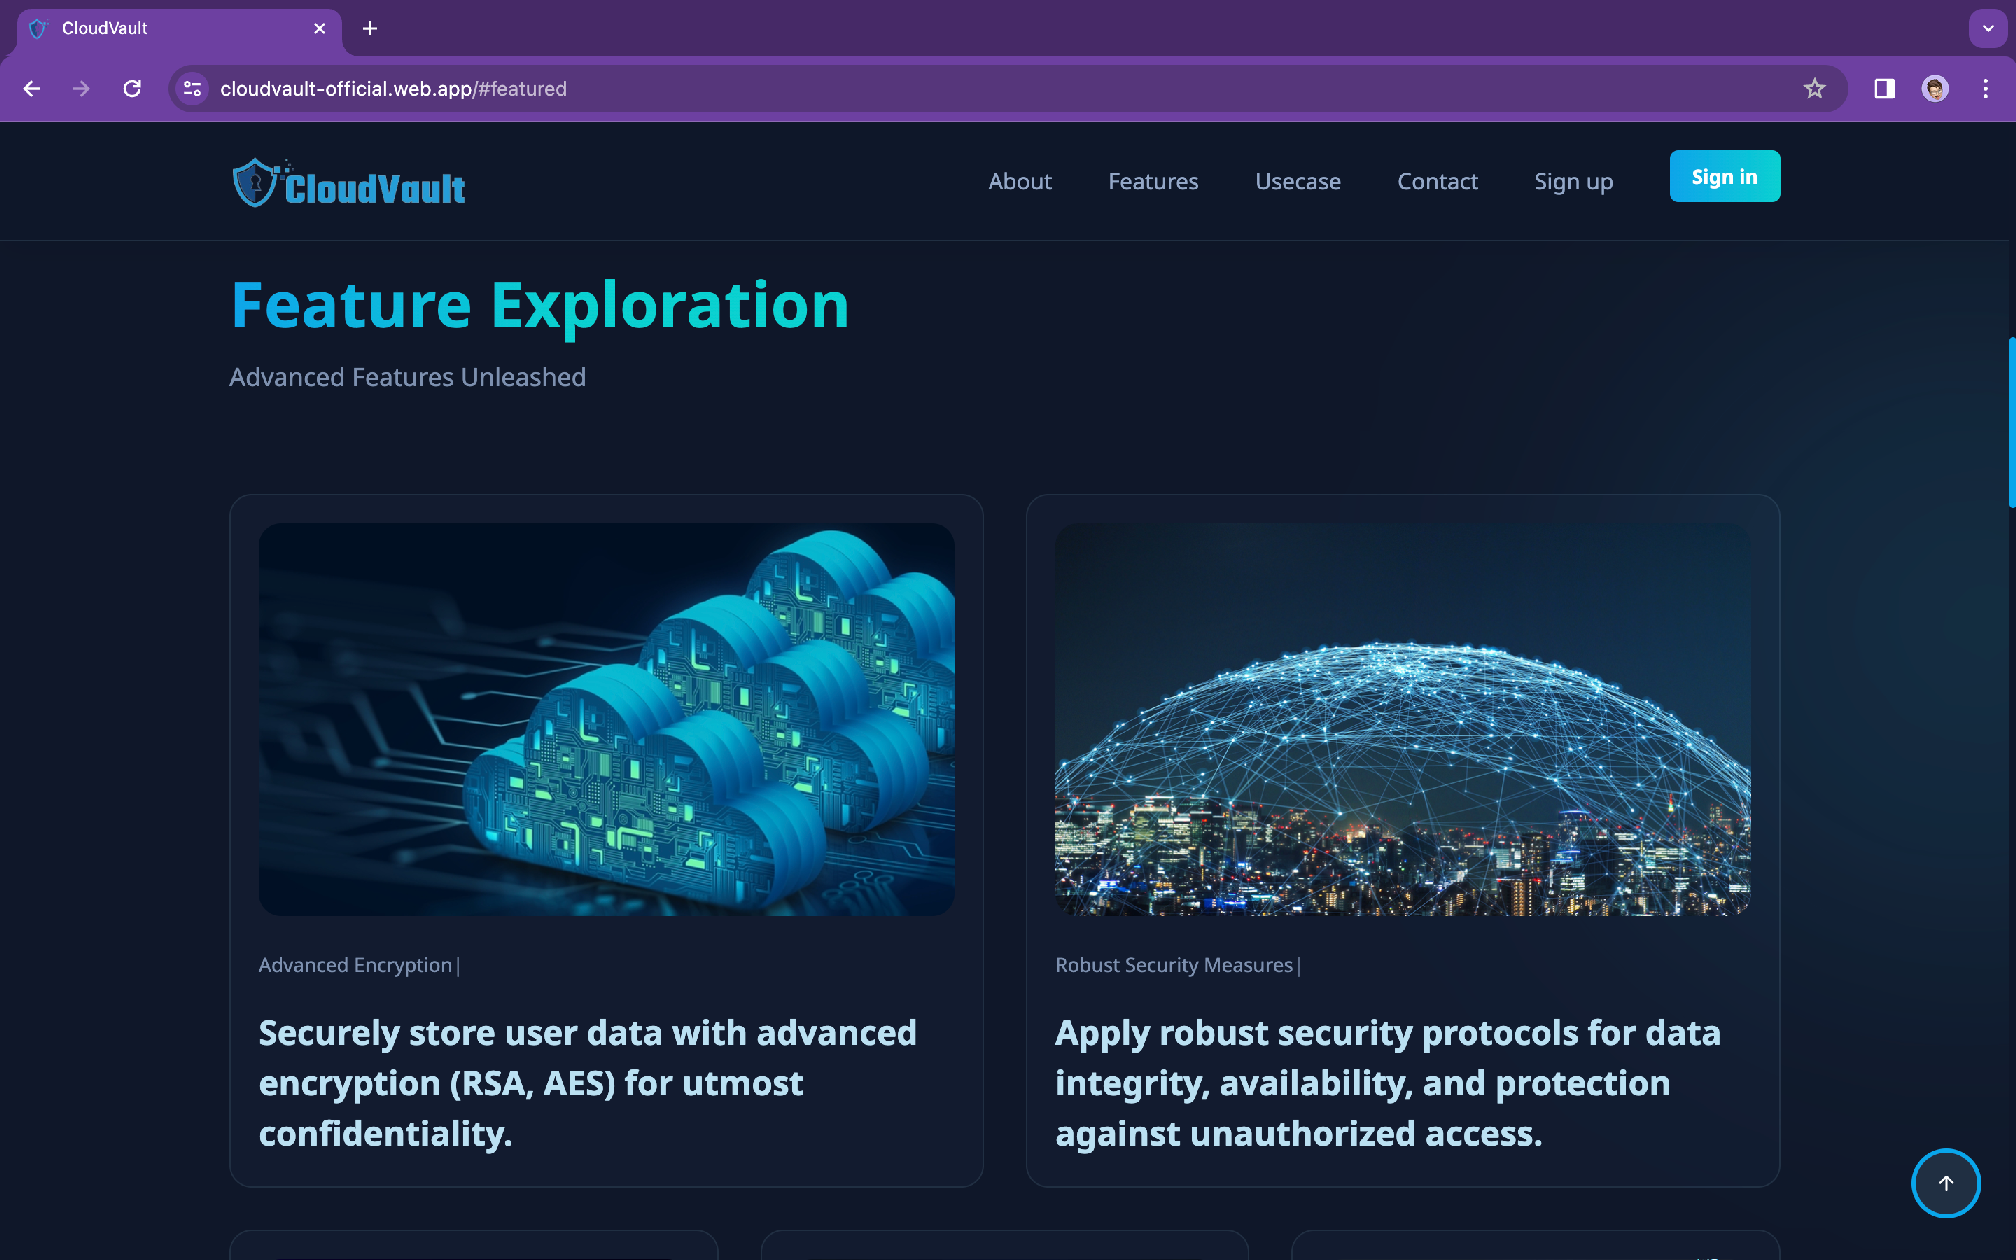 CloudVault
cloudvault-official.web.app/#featured
CloudVault
About
Features
Usecase
Contact
Sign up
Sign in
Feature Exploration
Advanced Features Unleashed
Advanced Encryption|
Securely store user data with advanced
encryption (RSA, AES) for utmost
confidentiality.
Robust Security Measures|
Apply robust security protocols for data
integrity, availability, and protection
against unauthorized access.